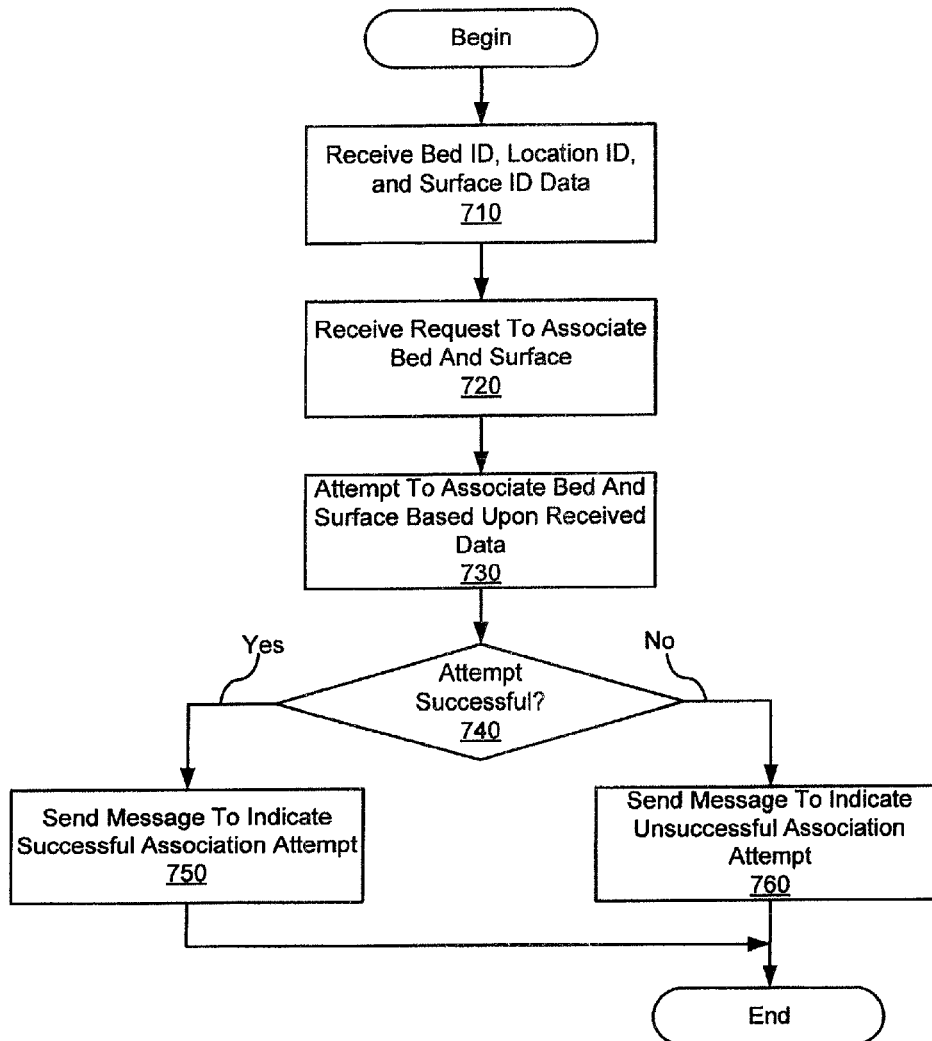 Begin
Receive Bed ID, Location ID,
and Surface ID Data
710
Receive Request To Associate
Bed And Surface
720
Attempt To Associate Bed And
Surface Based Upon Received
Data
730
Yes
No
Attempt
Successful?
740
Send Message To Indicate
Successful Association Attempt
750
Send Message To Indicate
Unsuccessful Association
Attempt
760
End